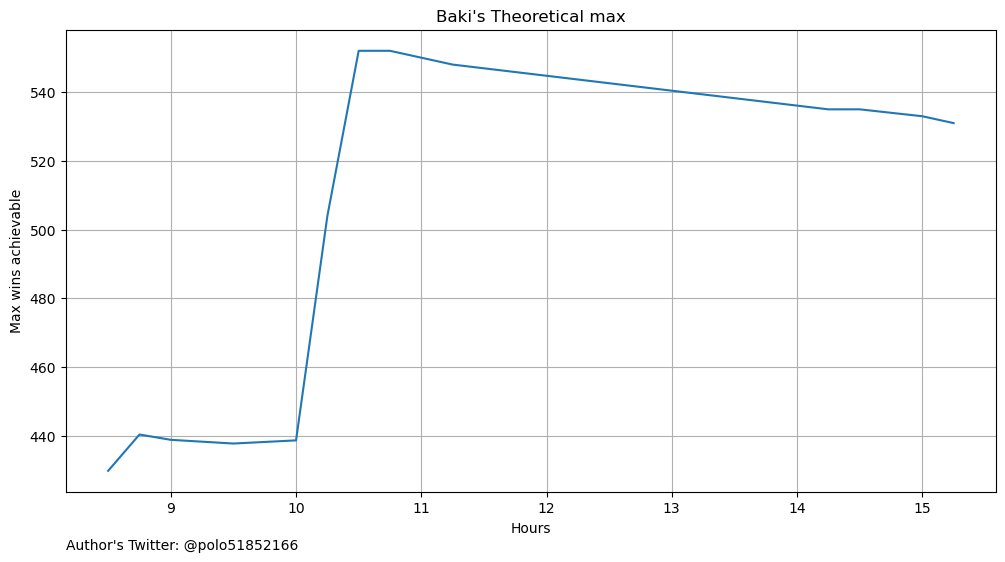 Baki's Theoretical max
Max wins achievable
540
520
500
480
460
440
9 10 11 12 13 14 15
Hours
Author's Twitter: @polo51852166